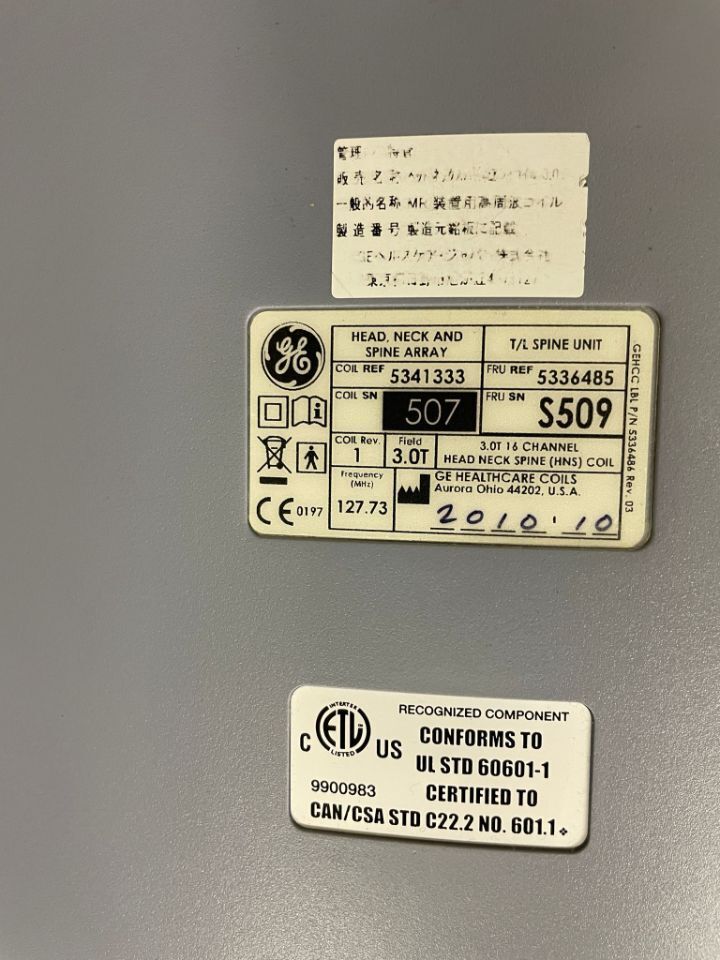 管理
販売名称
一般的名称 MR装置用高周波コイル
製造番号 製造元銘板に記載
GEヘルスケア・ジャパン株式会社
東京
GE
HEAD, NECK AND
SPINE ARRAY
T/L SPINE UNIT
COIL REF 5341333
FRU REF 5336485
COIL SN 507
FRU SN S509
COIL Rev.
1
Field
3.0T
3.0T 16 CHANNEL
HEAD NECK SPINE (HNS) COIL
Frequency
(MHz)
127.73
GE HEALTHCARE COILS
Aurora Ohio 44202, U.S.A.
2010.10
CE 0197
GEHCC LBL P/N 5336486 Rev. 03
RECOGNIZED COMPONENT
INTERTEK
C ETL US
LISTED
CONFORMS TO
UL STD 60601-1
9900983
CERTIFIED TO
CAN/CSA STD C22.2 NO. 601.1